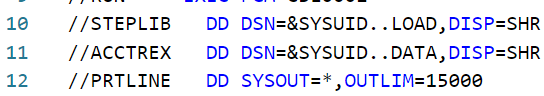 10 //STEPLIB   DD DSN=&SYSUID..LOAD,DISP=SHR
11 //ACCTREX   DD DSN=&SYSUID..DATA,DISP=SHR
12 //PRTLINE   DD SYSOUT=*,OUTLIM=15000